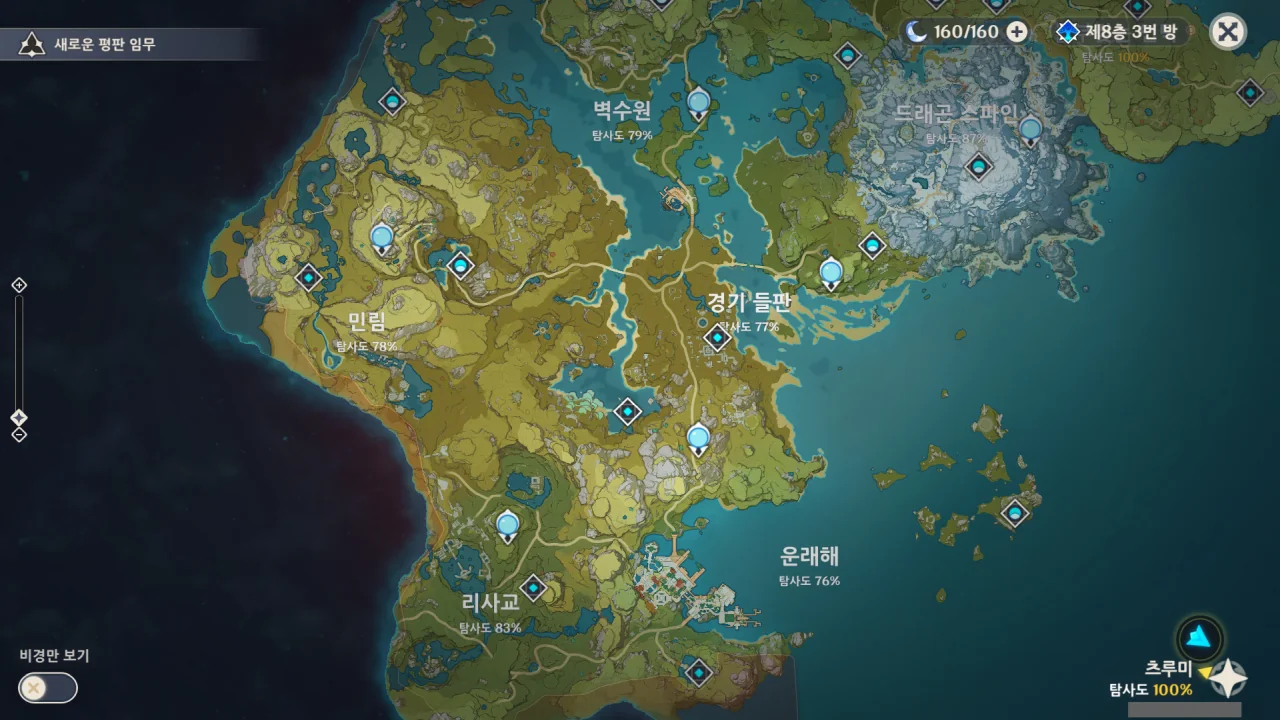 새로운 평판 임무
160/160
제8층 3번 방
탐사도 100%
벽수원
탐사도 79%
드래곤 스파인
탐사도 87%
경기 들판
탐사도 77%
민림
탐사도 78%
운래해
탐사도 76%
리사교
탐사도 83%
비경만 보기
츠루미
탐사도 100%